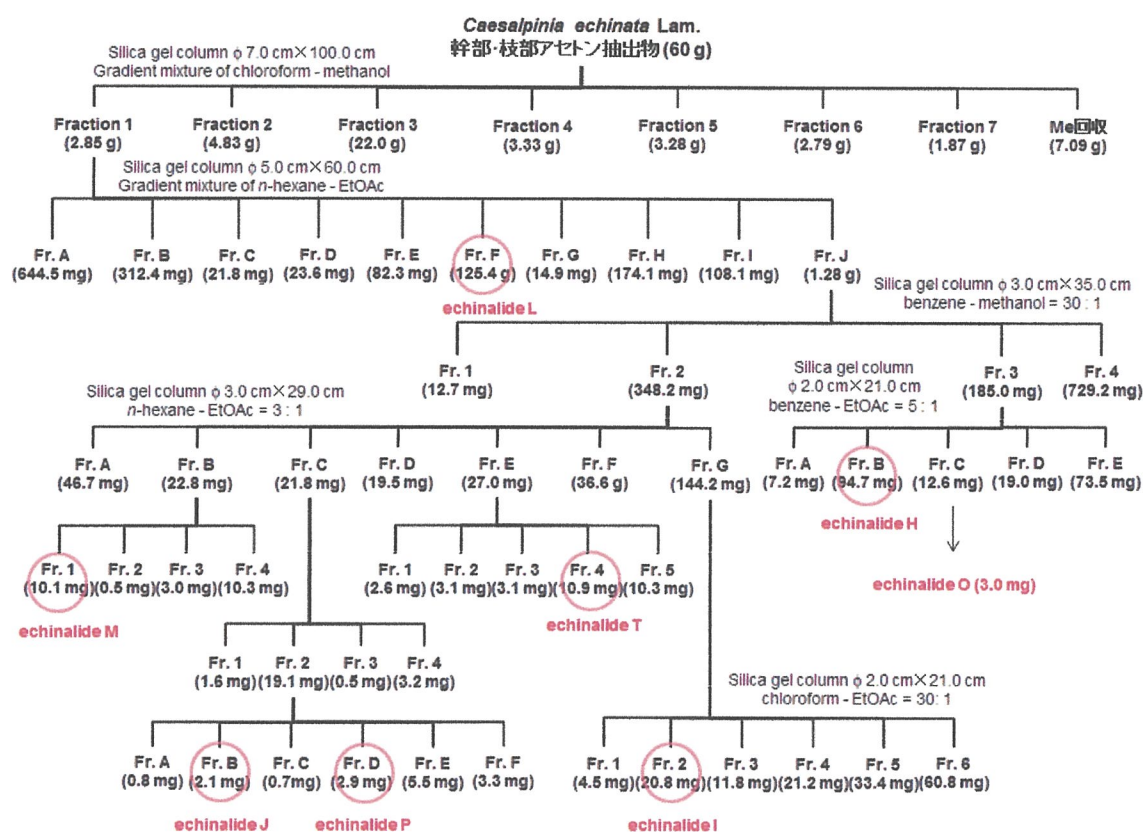 Caesalpinia echinata Lam.
幹部・枝部アセトン抽出物 (60 g)
Silica gel column φ 7.0 cm×100.0 cm
Gradient mixture of chloroform - methanol
Fraction 1 Fraction 2 Fraction 3 Fraction 4 Fraction 5 Fraction 6 Fraction 7 Me回収
(2.85 g) (4.83 g) (22.0 g) (3.33 g) (3.28 g) (2.79 g) (1.87 g) (7.09 g)
Silica gel column φ 5.0 cm×60.0 cm
Gradient mixture of n-hexane - EtOAc
Fr. A Fr. B Fr. C Fr. D Fr. E Fr. F Fr. G Fr. H Fr. I Fr. J
(644.5 mg) (312.4 mg) (21.8 mg) (23.6 mg) (82.3 mg) (125.4 g) (14.9 mg) (174.1 mg) (108.1 mg) (1.28 g)
echinalide L
Silica gel column φ 3.0 cm×35.0 cm
benzene - methanol = 30 : 1
Fr. 1 Fr. 2 Fr. 3 Fr. 4
(12.7 mg) (348.2 mg) (185.0 mg) (729.2 mg)
Silica gel column φ 3.0 cm×29.0 cm
n-hexane - EtOAc = 3 : 1
Silica gel column
φ 2.0 cm×21.0 cm
benzene - EtOAc = 5 : 1
Fr. A Fr. B Fr. C Fr. D Fr. E Fr. F Fr. G
(46.7 mg) (22.8 mg) (21.8 mg) (19.5 mg) (27.0 mg) (36.6 g) (144.2 mg)
Fr. A Fr. B Fr. C Fr. D Fr. E
(7.2 mg) (94.7 mg) (12.6 mg) (19.0 mg) (73.5 mg)
echinalide H
echinalide O (3.0 mg)
Fr. 1 Fr. 2 Fr. 3 Fr. 4
(10.1 mg) (0.5 mg) (3.0 mg) (10.3 mg)
echinalide M
Fr. 1 Fr. 2 Fr. 3 Fr. 4 Fr. 5
(2.6 mg) (3.1 mg) (3.1 mg) (10.9 mg) (10.3 mg)
echinalide T
Fr. 1 Fr. 2 Fr. 3 Fr. 4
(1.6 mg) (19.1 mg) (0.5 mg) (3.2 mg)
Silica gel column φ 2.0 cm×21.0 cm
chloroform - EtOAc = 30: 1
Fr. A Fr. B Fr. C Fr. D Fr. E Fr. F
(0.8 mg) (2.1 mg) (0.7mg) (2.9 mg) (5.5 mg) (3.3 mg)
echinalide J echinalide P
Fr. 1 Fr. 2 Fr. 3 Fr. 4 Fr. 5 Fr. 6
(4.5 mg) (20.8 mg) (11.8 mg) (21.2 mg) (33.4 mg) (60.8 mg)
echinalide I